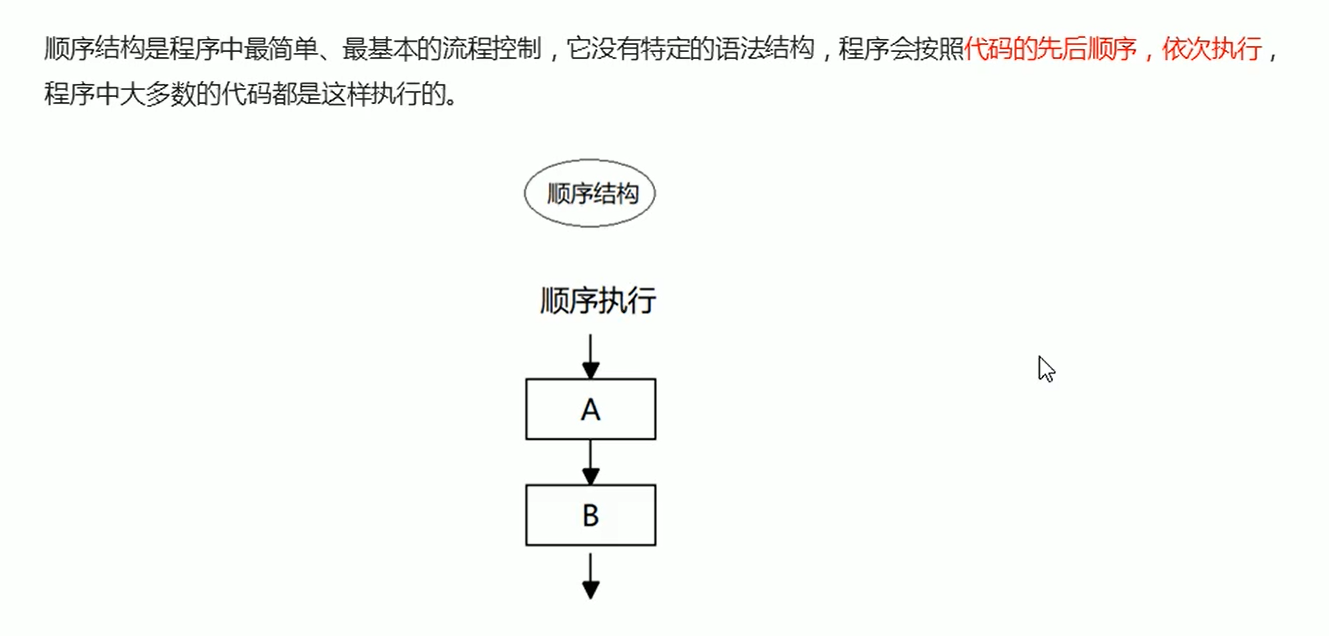 顺序结构是程序中最简单、最基本的流程控制，它没有特定的语法结构，程序会按照代码的先后顺序，依次执行，
程序中大多数的代码都是这样执行的。
顺序结构
顺序执行
A
B